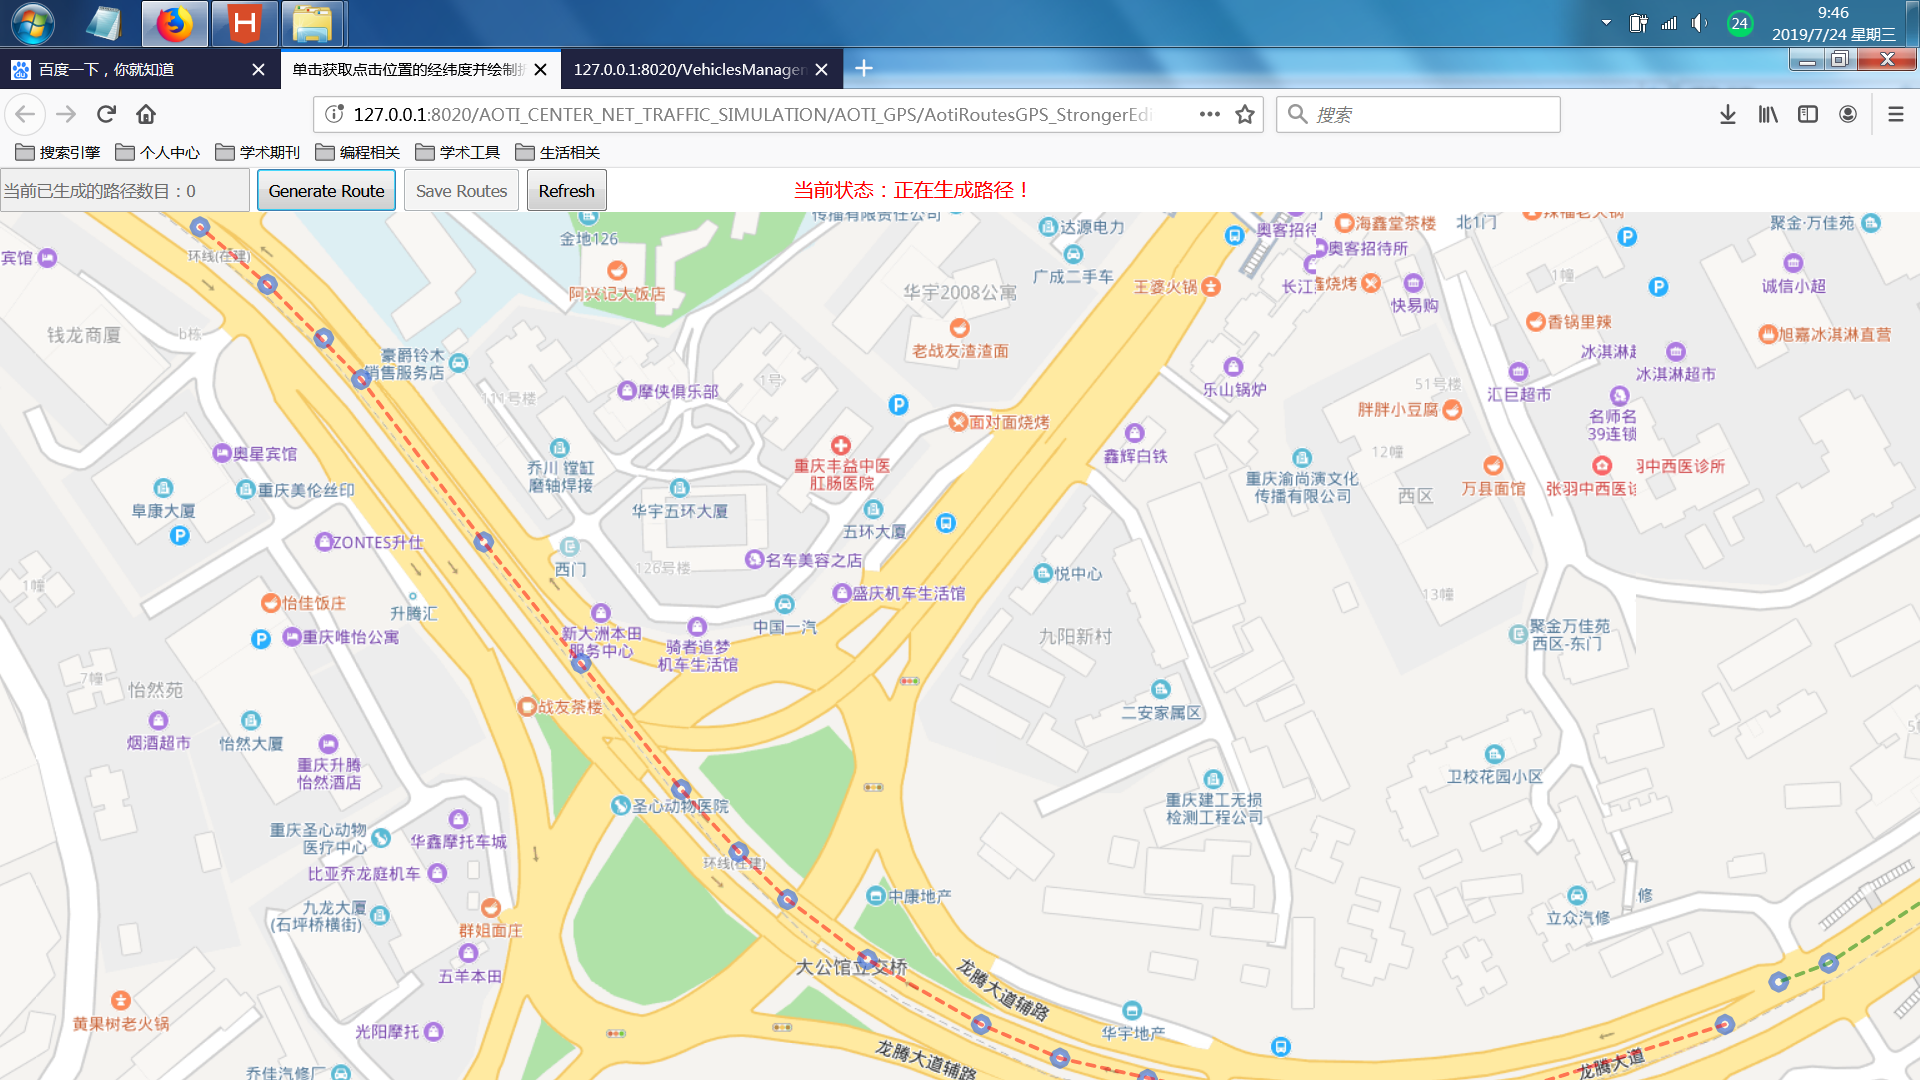 24
9:46
2019/7/24 星期三
百度一下，你就知道
单击获取点击位置的经纬度并绘制
127.0.0.1:8020/VehiclesManage
127.0.0.1:8020/AOTI_CENTER_NET_TRAFFIC_SIMULATION/AOTI_GPS/AotiRoutesGPS_StrongerEdi
搜索
搜索引擎
个人中心
学术期刊
编程相关
学术工具
生活相关
当前已生成的路径数目：0
Generate Route
Save Routes
Refresh
当前状态：正在生成路径！
传播有限责任公司
金地126
达源电力
奥客招待
海鑫堂茶楼
北1门
辣福老火锅
聚金·万佳苑
环线(在建)
宾馆
阿兴记大饭店
广成二手车
奥客招待所
1幢
华宇2008公寓
王婆火锅
长江
鑫烧烤
快易购
诚信小超
钱龙商厦
b栋
老战友渣渣面
香锅里辣
旭嘉冰淇淋直营
豪爵铃木
销售服务店
1号
冰淇淋超市
111号楼
摩侠俱乐部
乐山锅炉
51号楼
汇巨超市
胖胖小豆腐
名师名
39连锁
面对面烧烤
奥星宾馆
乔川 镗缸
磨轴焊接
重庆丰益中医
肛肠医院
鑫辉白铁
12幢
重庆渝尚演文化
传播有限公司
万县面馆
羽中西医诊所
张羽中西医诊
西区
重庆美伦丝印
阜康大厦
华宇五环大厦
五环大厦
ZONTES升仕
西门
126号楼
名车美容之店
悦中心
1幢
怡佳饭庄
升腾汇
盛庆机车生活馆
13幢
中国一汽
新大洲本田
服务中心
骑者追梦
机车生活馆
重庆唯怡公寓
九阳新村
聚金万佳苑
西区-东门
7幢
怡然苑
战友茶楼
二安家属区
烟酒超市
怡然大厦
重庆升腾
怡然酒店
卫校花园小区
圣心动物医院
重庆建工无损
检测工程公司
重庆圣心动物
医疗中心
华鑫摩托车城
环线(在建)
比亚乔龙庭机车
中康地产
九龙大厦
(石坪桥横街)
群姐面庄
立众汽修
修
五羊本田
大公馆立交桥
龙腾大道辅路
黄果树老火锅
光阳摩托
华宇地产
龙腾大道辅路
龙腾大道
乔佳汽修厂